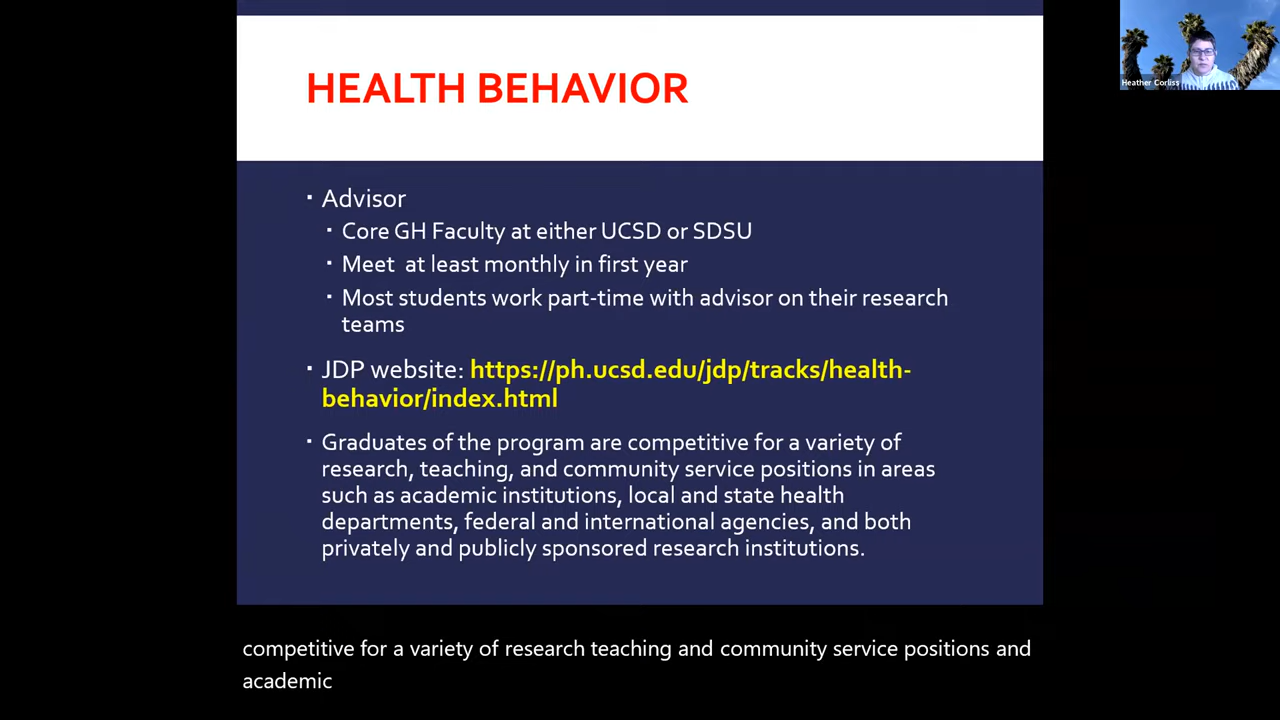 HEALTH BEHAVIOR
Heather Corliss
▪ Advisor
▪ Core GH Faculty at either UCSD or SDSU
▪ Meet at least monthly in first year
▪ Most students work part-time with advisor on their research
teams
▪ JDP website: https://ph.ucsd.edu/jdp/tracks/health-
behavior/index.html
▪ Graduates of the program are competitive for a variety of
research, teaching, and community service positions in areas
such as academic institutions, local and state health
departments, federal and international agencies, and both
privately and publicly sponsored research institutions.
competitive for a variety of research teaching and community service positions and
academic